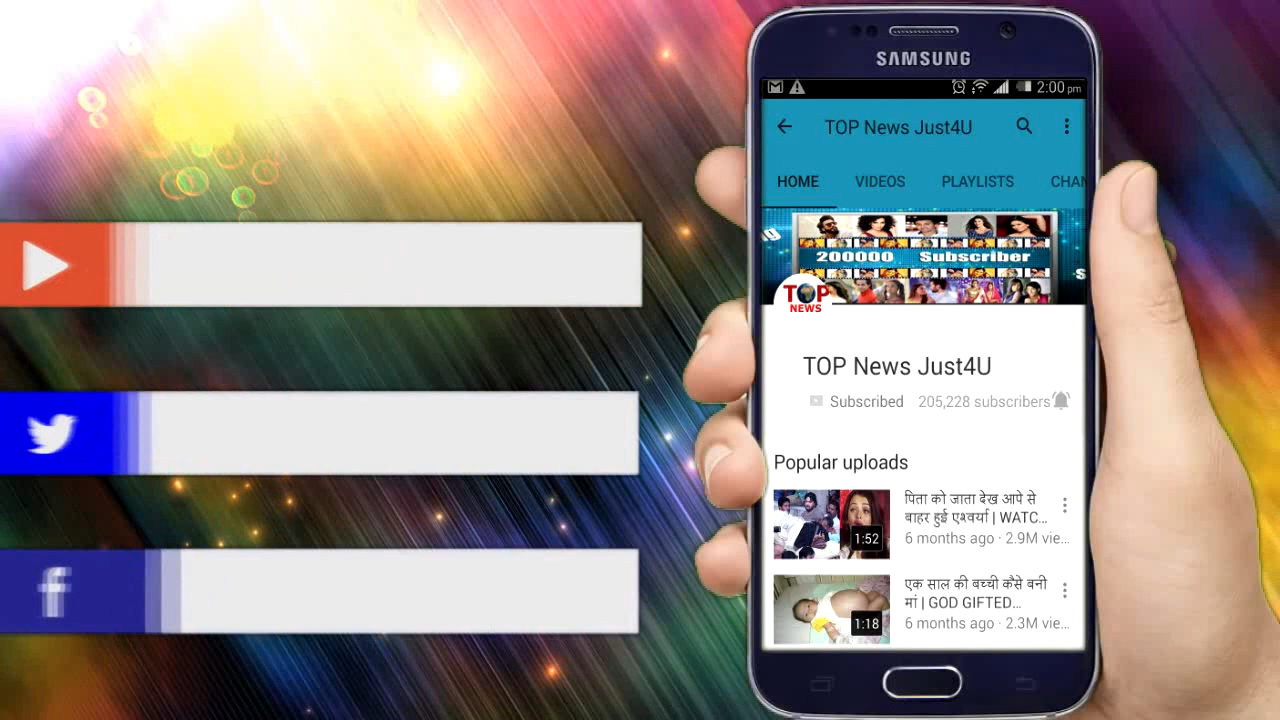 SAMSUNG
2:00 pm
TOP News Just4U
HOME VIDEOS PLAYLISTS CHAN
200000 Subscriber
TOP
NEWS
TOP News Just4U
Subscribed 205,228 subscribers
Popular uploads
पिता को जाता देख आपे से
बाहर हुई एश्वर्या | WATC...
6 months ago · 2.9M vie...
1:52
एक साल की बच्ची कैसे बनी
मां | GOD GIFTED...
6 months ago · 2.3M vie...
1:18